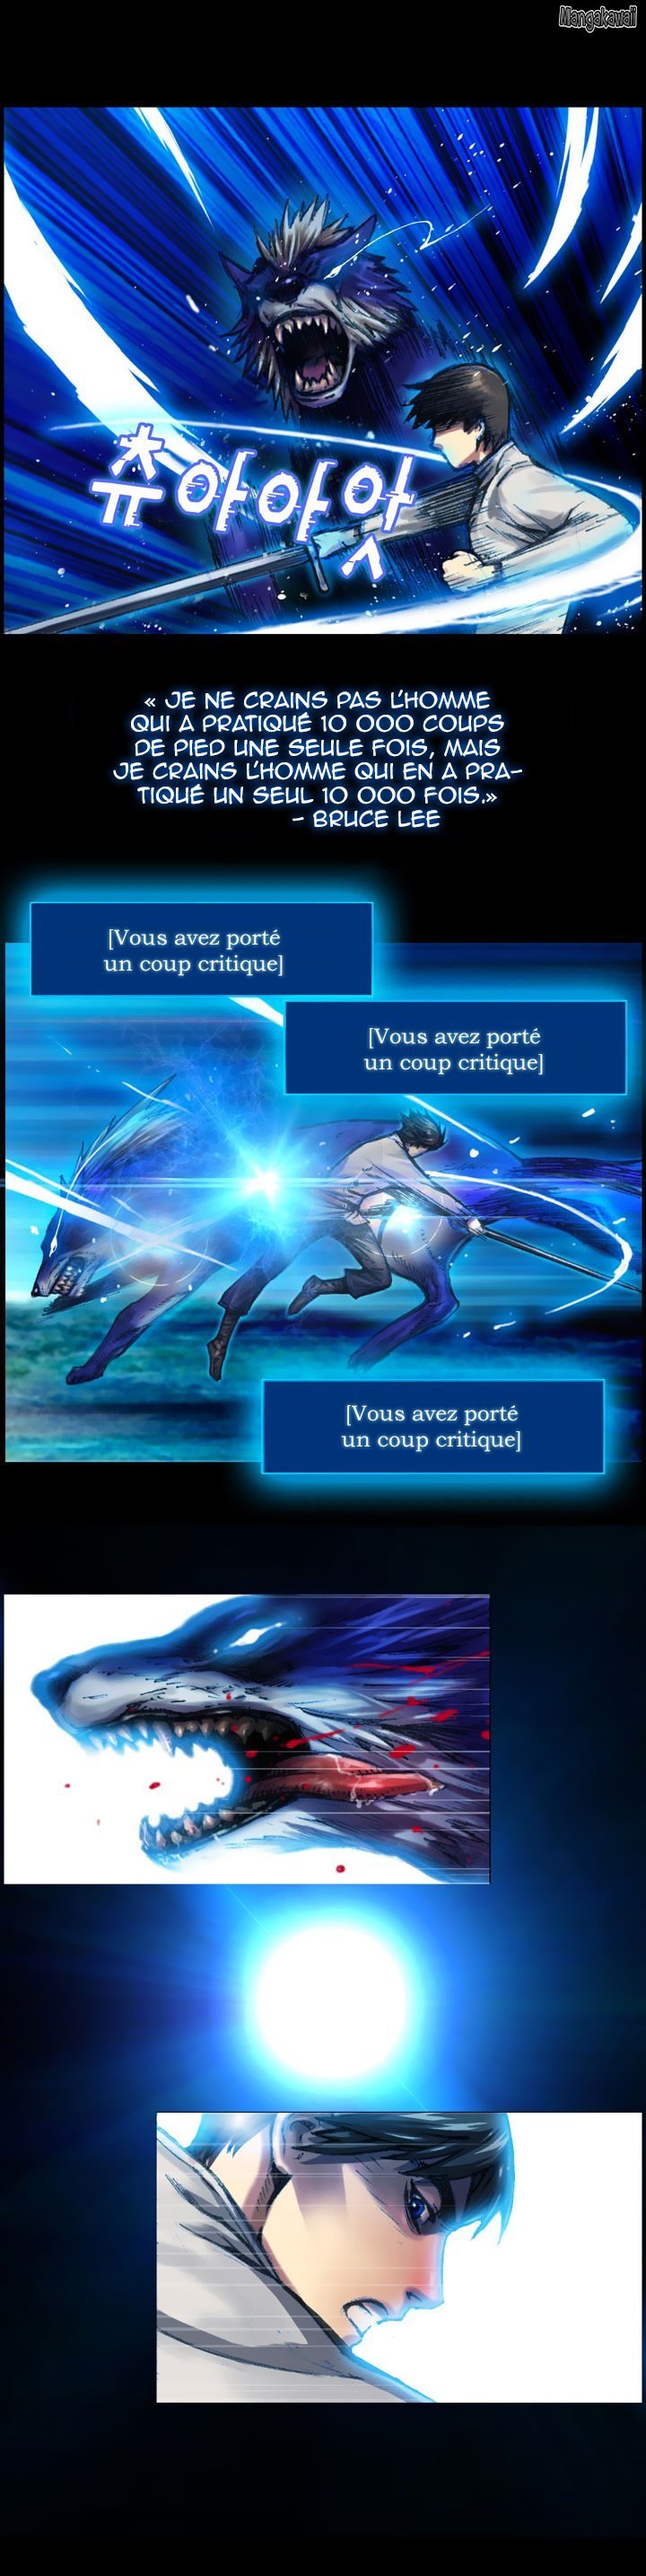 Mangakawaii
츄아아앗
« JE NE CRAINS PAS L'HOMME
QUI A PRATIQUÉ 10 000 COUPS
DE PIED UNE SEULE FOIS, MAIS
JE CRAINS L'HOMME QUI EN A PRA-
TIQUÉ UN SEUL 10 000 FOIS.»
- BRUCE LEE
[Vous avez porté
un coup critique]
[Vous avez porté
un coup critique]
[Vous avez porté
un coup critique]